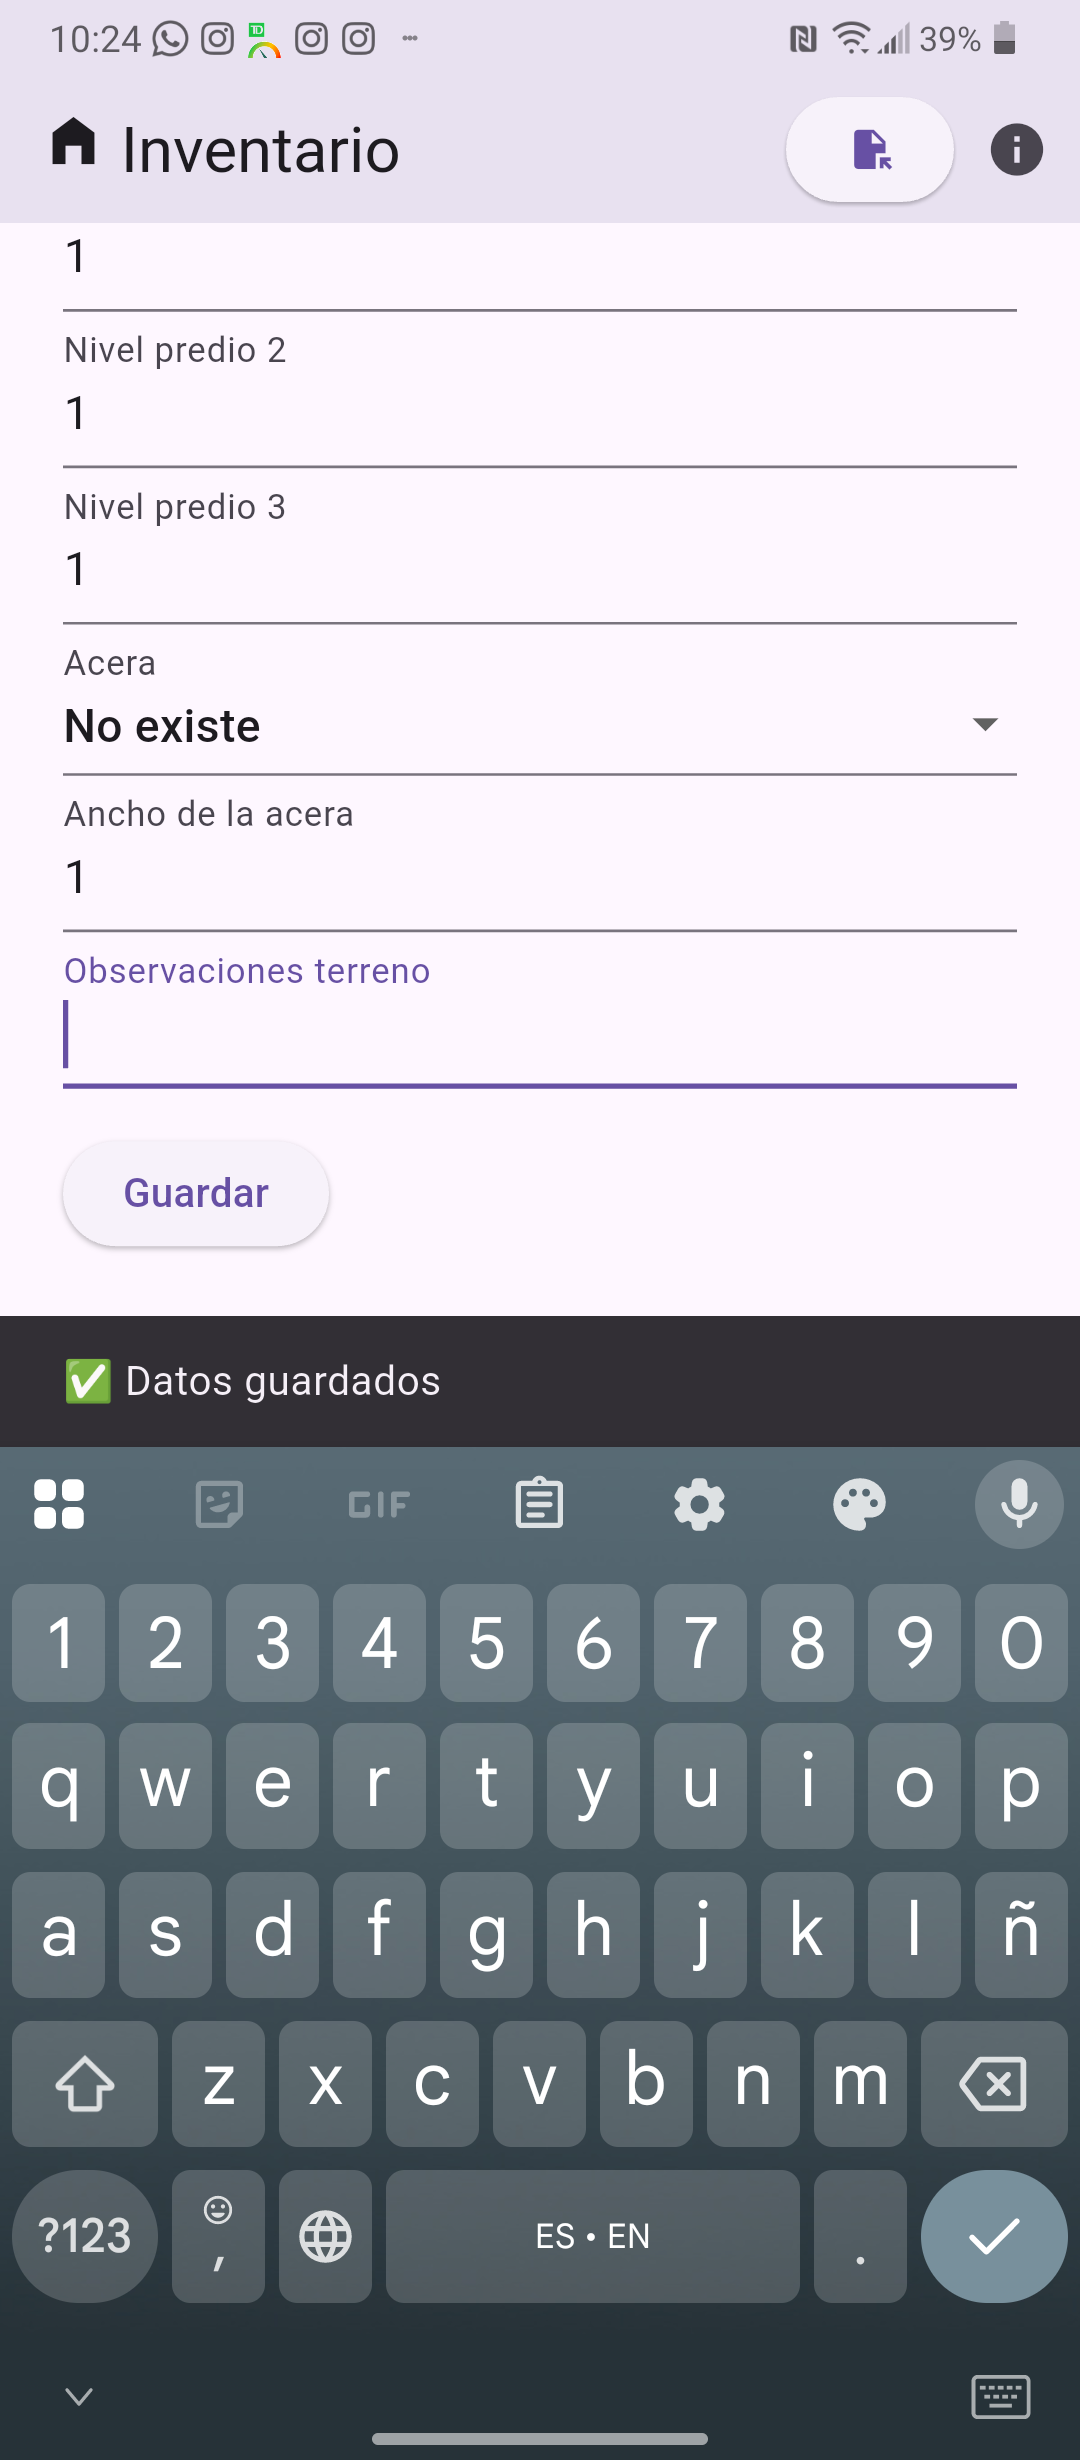 10:24 39%
Inventario
1
Nivel predio 2
1
Nivel predio 3
1
Acera
No existe
Ancho de la acera
1
Observaciones terreno
Guardar
✅ Datos guardados
GIF
1 2 3 4 5 6 7 8 9 0
q w e r t y u i o p
a s d f g h j k l ñ
z x c v b n m
?123 , ES • EN .